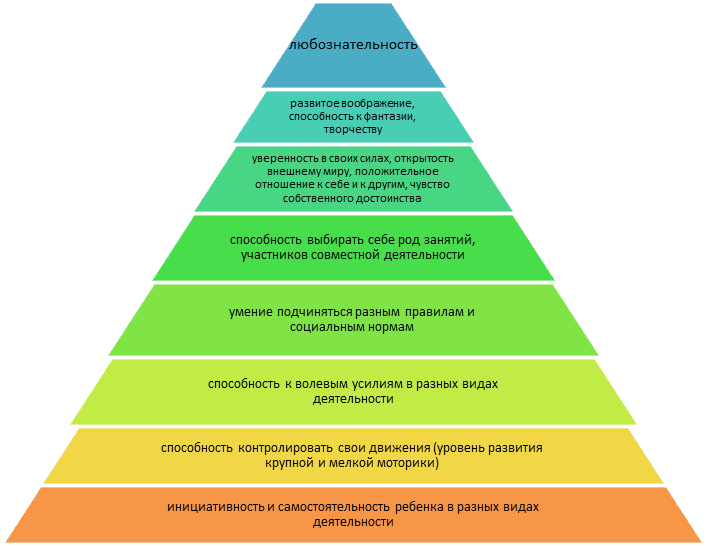 любознательность
развитое воображение,
способность к фантазии,
творчеству
уверенность в своих силах, открытость
внешнему миру, положительное
отношение к себе и к другим, чувство
собственного достоинства
способность выбирать себе род занятий,
участников совместной деятельности
умение подчиняться разным правилам и
социальным нормам
способность к волевым усилиям в разных видах
деятельности
способность контролировать свои движения (уровень развития
крупной и мелкой моторики)
инициативность и самостоятельность ребенка в разных видах
деятельности